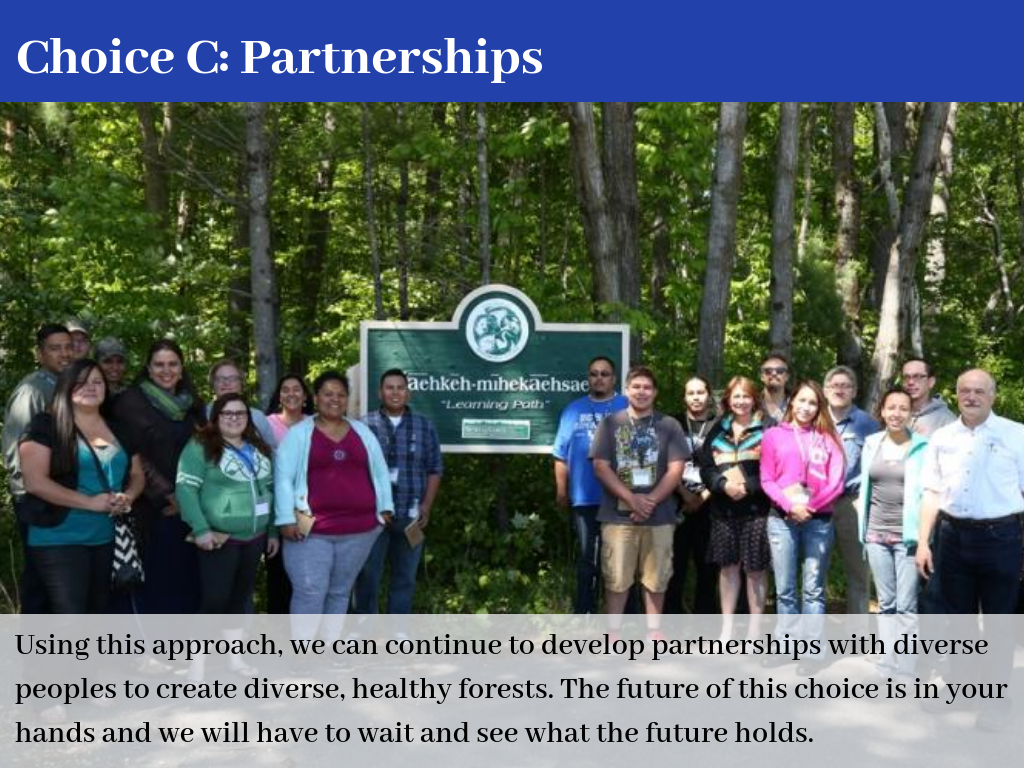 Choice C: Partnerships
aehkeh-mihekaehsae
"Learning Path"
Using this approach, we can continue to develop partnerships with diverse
peoples to create diverse, healthy forests. The future of this choice is in your
hands and we will have to wait and see what the future holds.